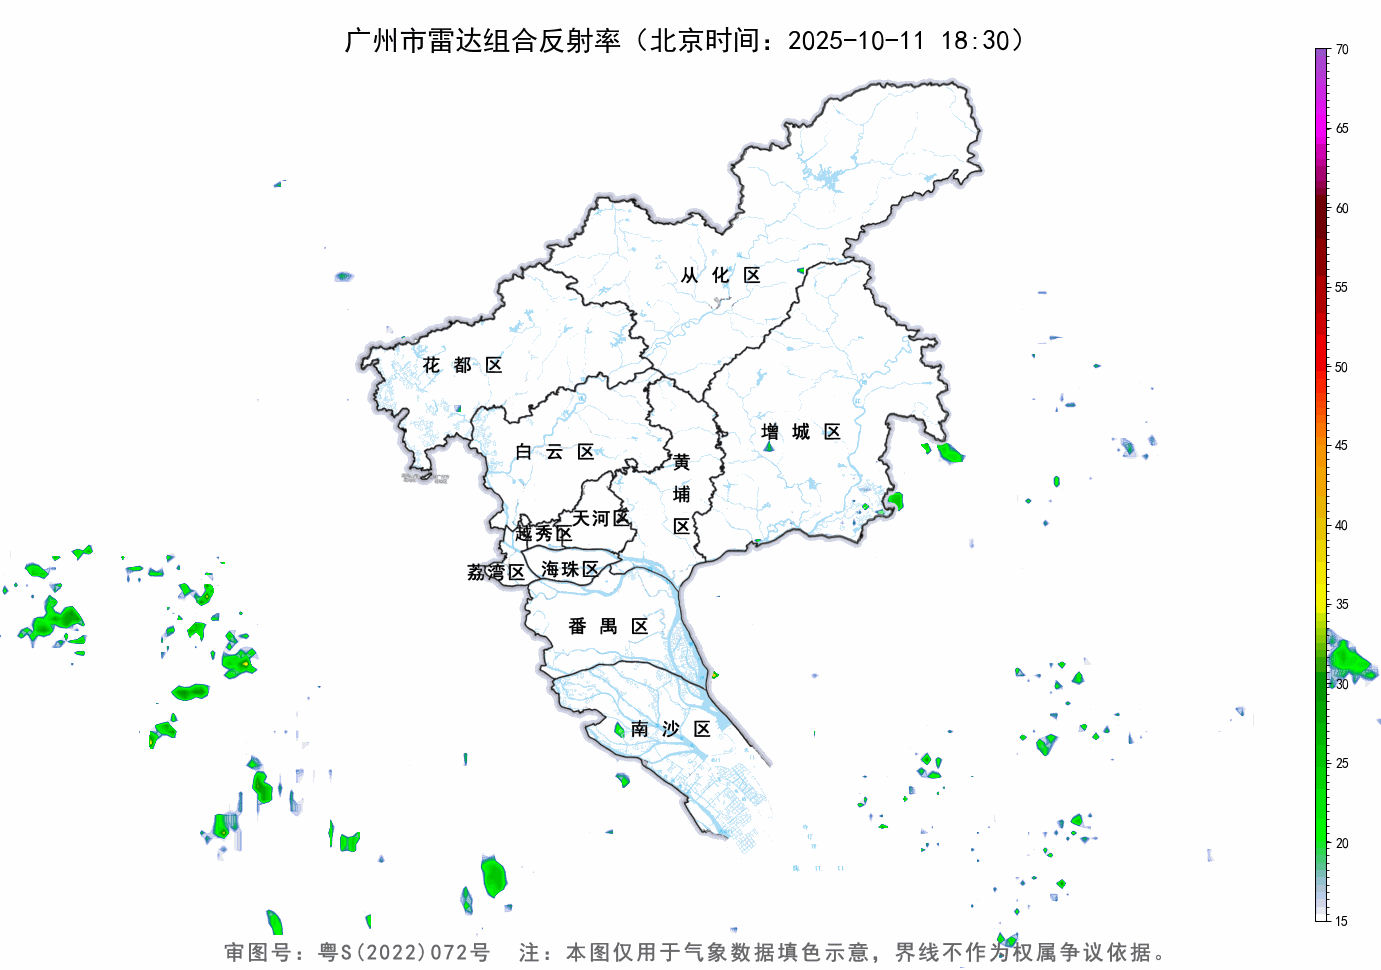 广州市雷达组合反射率（北京时间：2025-10-11 18:30）
70
65
60
55
50
45
40
35
30
25
20
15
从化区
花都区
增城区
白云区
黄埔区
天河区
越秀区
荔湾区
海珠区
番禺区
南沙区
审图号：粤S(2022)072号 注：本图仅用于气象数据填色示意，界线不作为权属争议依据。